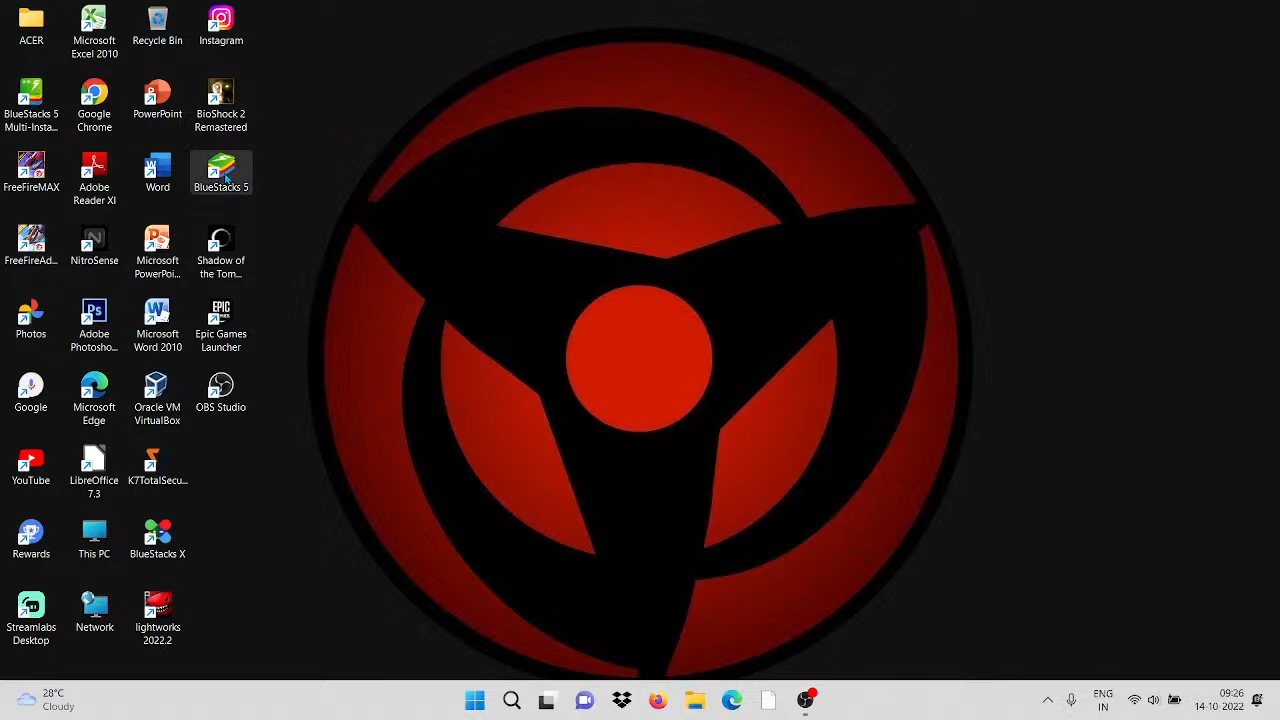 ACER
Microsoft
Excel 2010
Recycle Bin
Instagram
BlueStacks 5
Multi-Insta...
Google
Chrome
PowerPoint
BioShock 2
Remastered
FreeFireMAX
Adobe
Reader XI
Word
BlueStacks 5
FreeFireAd...
NitroSense
Microsoft
PowerPoi...
Shadow of
the Tom...
Photos
Adobe
Photosho...
Microsoft
Word 2010
Epic Games
Launcher
Google
Microsoft
Edge
Oracle VM
VirtualBox
OBS Studio
YouTube
LibreOffice
7.3
K7TotalSecu...
Rewards
This PC
BlueStacks X
Streamlabs
Desktop
Network
lightworks
2022.2
28°C
Cloudy
ENG
IN
09:26
14-10-2022